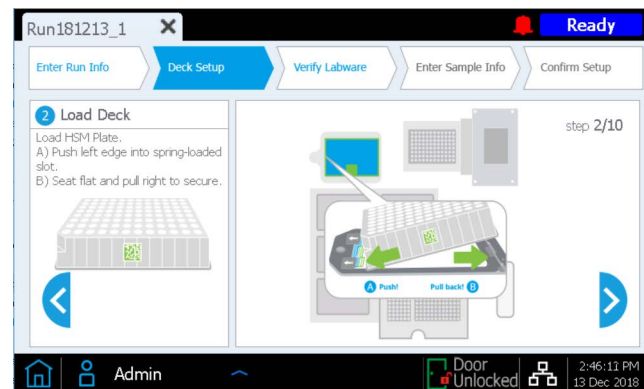 Run181213_1
Ready
Enter Run Info
Deck Setup
Verify Labware
Enter Sample Info
Confirm Setup
2 Load Deck
Load HSM Plate.
A) Push left edge into spring-loaded
slot.
B) Seat flat and pull right to secure.
step 2/10
A Push! Pull back! B
Admin
Door
Unlocked
2:46:13 PM
13 Dec 2018